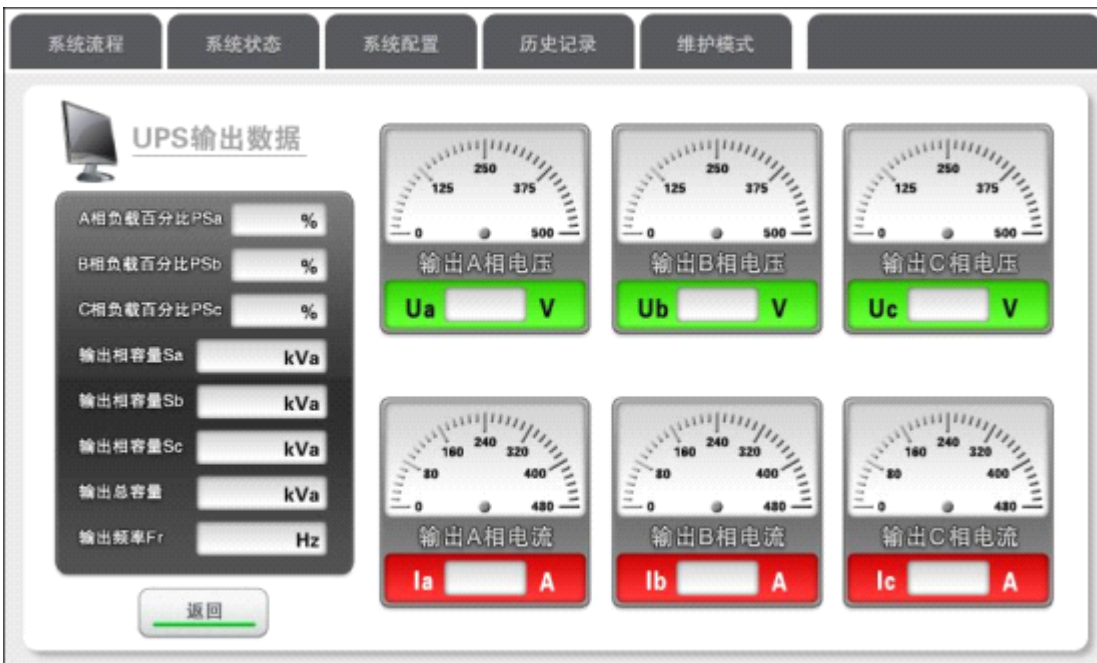 系统流程 系统状态 系统配置 历史记录 维护模式
UPS输出数据
A相负载百分比PSa %
B相负载百分比PSb %
C相负载百分比PSc %
输出相容量Sa kVa
输出相容量Sb kVa
输出相容量Sc kVa
输出总容量 kVa
输出频率Fr Hz
返回
0 125 250 375 500
输出A相电压
Ua V
0 125 250 375 500
输出B相电压
Ub V
0 125 250 375 500
输出C相电压
Uc V
0 80 160 240 320 400 480
输出A相电流
Ia A
0 80 160 240 320 400 480
输出B相电流
Ib A
0 80 160 240 320 400 480
输出C相电流
Ic A